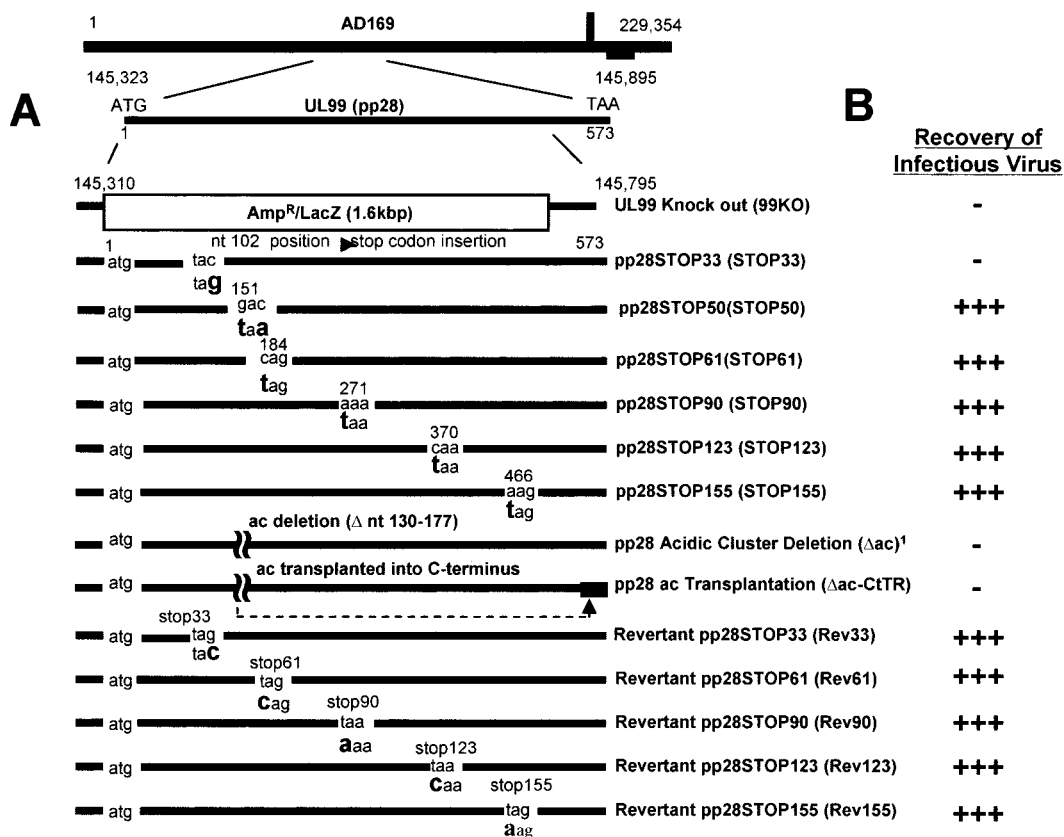 1 AD169 229,354
145,323 145,895
ATG UL99 (pp28) TAA
A B
1 573
Recovery of
Infectious Virus
145,310 145,795
AmpR/LacZ (1.6kbp) UL99 Knock out (99KO) -
1 nt 102 position stop codon insertion 573
atg tac pp28STOP33 (STOP33) -
tag
151
atg gac pp28STOP50(STOP50) +++
taa
184
atg cag pp28STOP61(STOP61) +++
tag
271
atg aaa pp28STOP90 (STOP90) +++
taa
370
atg caa pp28STOP123 (STOP123) +++
taa
466
atg aag pp28STOP155 (STOP155) +++
tag
ac deletion (Δ nt 130-177)
atg pp28 Acidic Cluster Deletion (Δac)¹ -
ac transplanted into C-terminus
atg pp28 ac Transplantation (Δac-CtTR) -
stop33
atg tag Revertant pp28STOP33 (Rev33) +++
tac
stop61
atg tag Revertant pp28STOP61 (Rev61) +++
cag
stop90
atg taa Revertant pp28STOP90 (Rev90) +++
aaa
stop123
atg taa Revertant pp28STOP123 (Rev123) +++
caa stop155
atg tag Revertant pp28STOP155 (Rev155) +++
aag